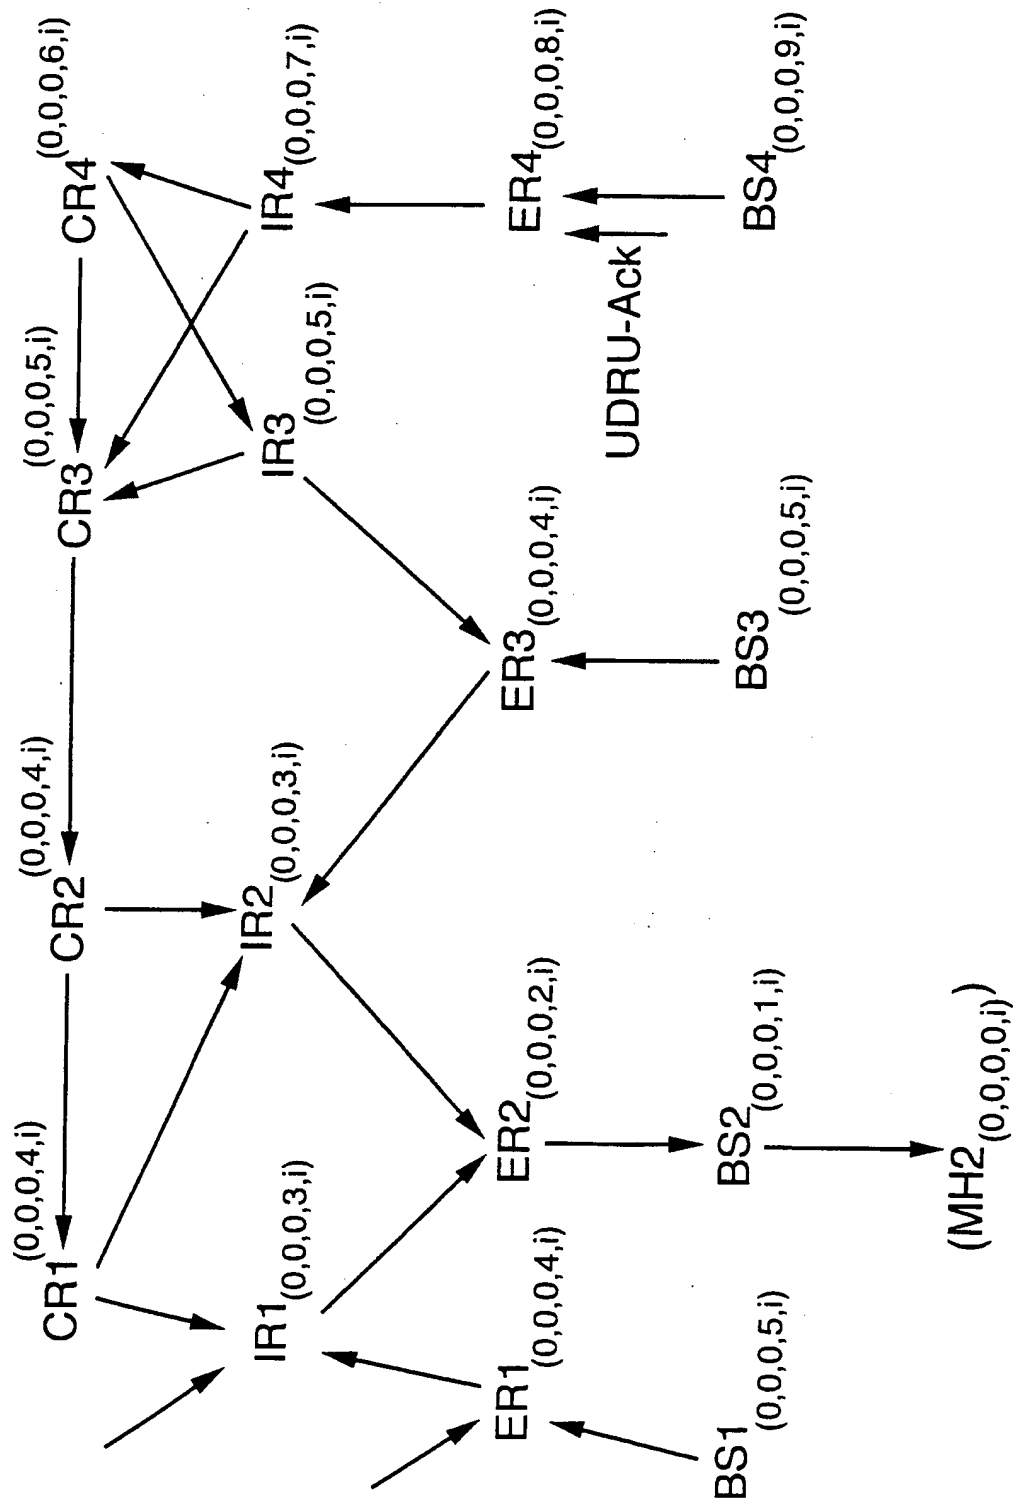 CR1 (0,0,0,4,i)
CR2 (0,0,0,4,i)
CR3 (0,0,0,5,i)
CR4 (0,0,0,6,i)
IR1 (0,0,0,3,i)
IR2 (0,0,0,3,i)
IR3 (0,0,0,5,i)
IR4 (0,0,0,7,i)
ER1 (0,0,0,4,i)
ER2 (0,0,0,2,i)
ER3 (0,0,0,4,i)
ER4 (0,0,0,8,i)
UDRU-Ack
BS1 (0,0,0,5,i)
BS2 (0,0,0,1,i)
BS3 (0,0,0,5,i)
BS4 (0,0,0,9,i)
(MH2 (0,0,0,0,i))